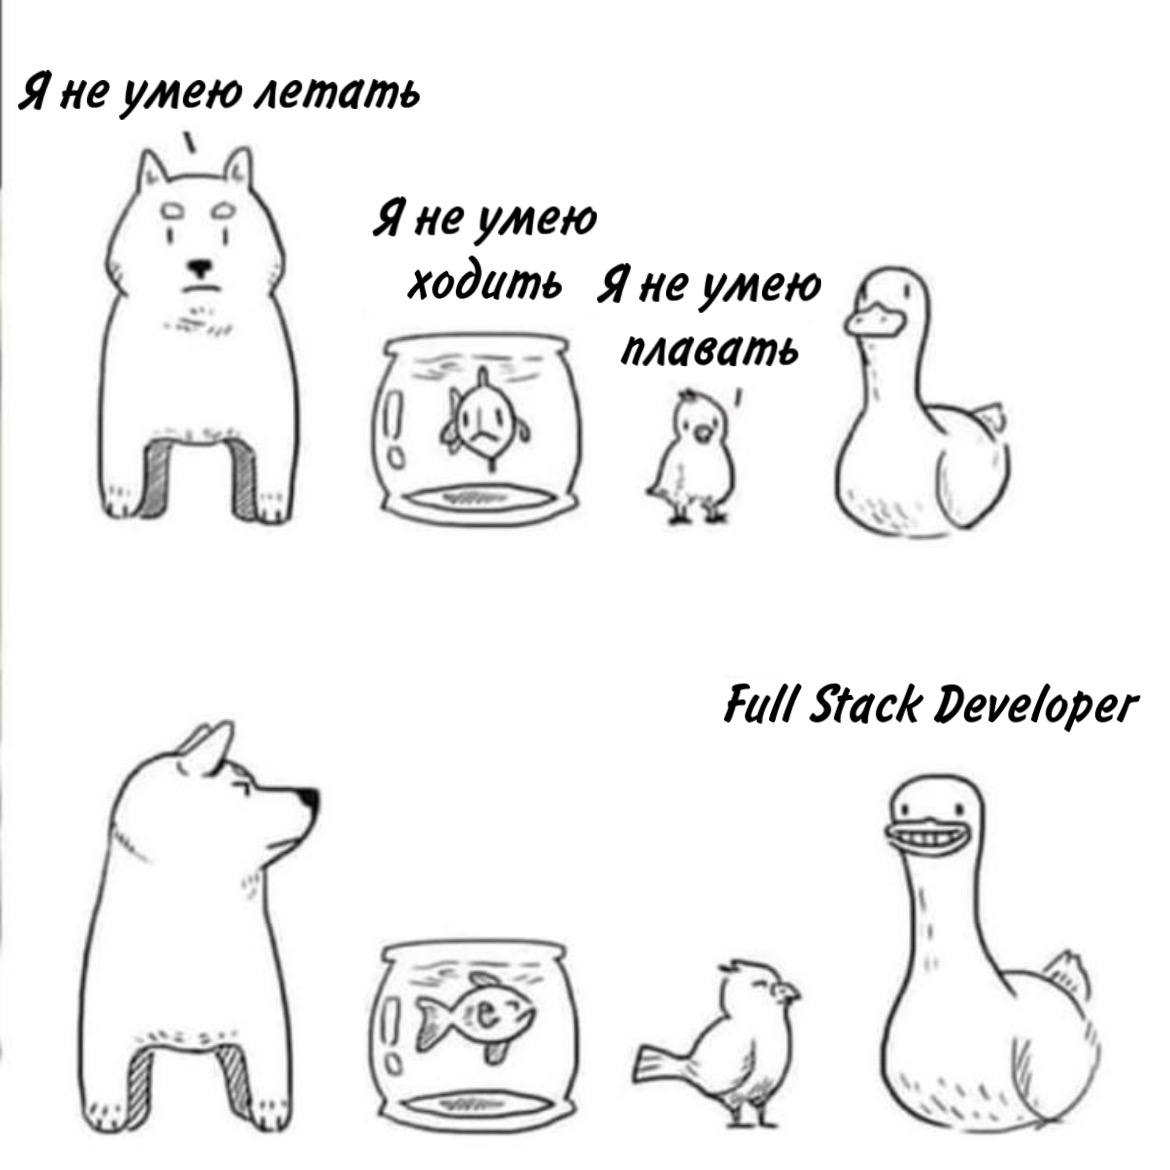 Я не умею летать
Я не умею
ходить
Я не умею
плавать
Full Stack Developer